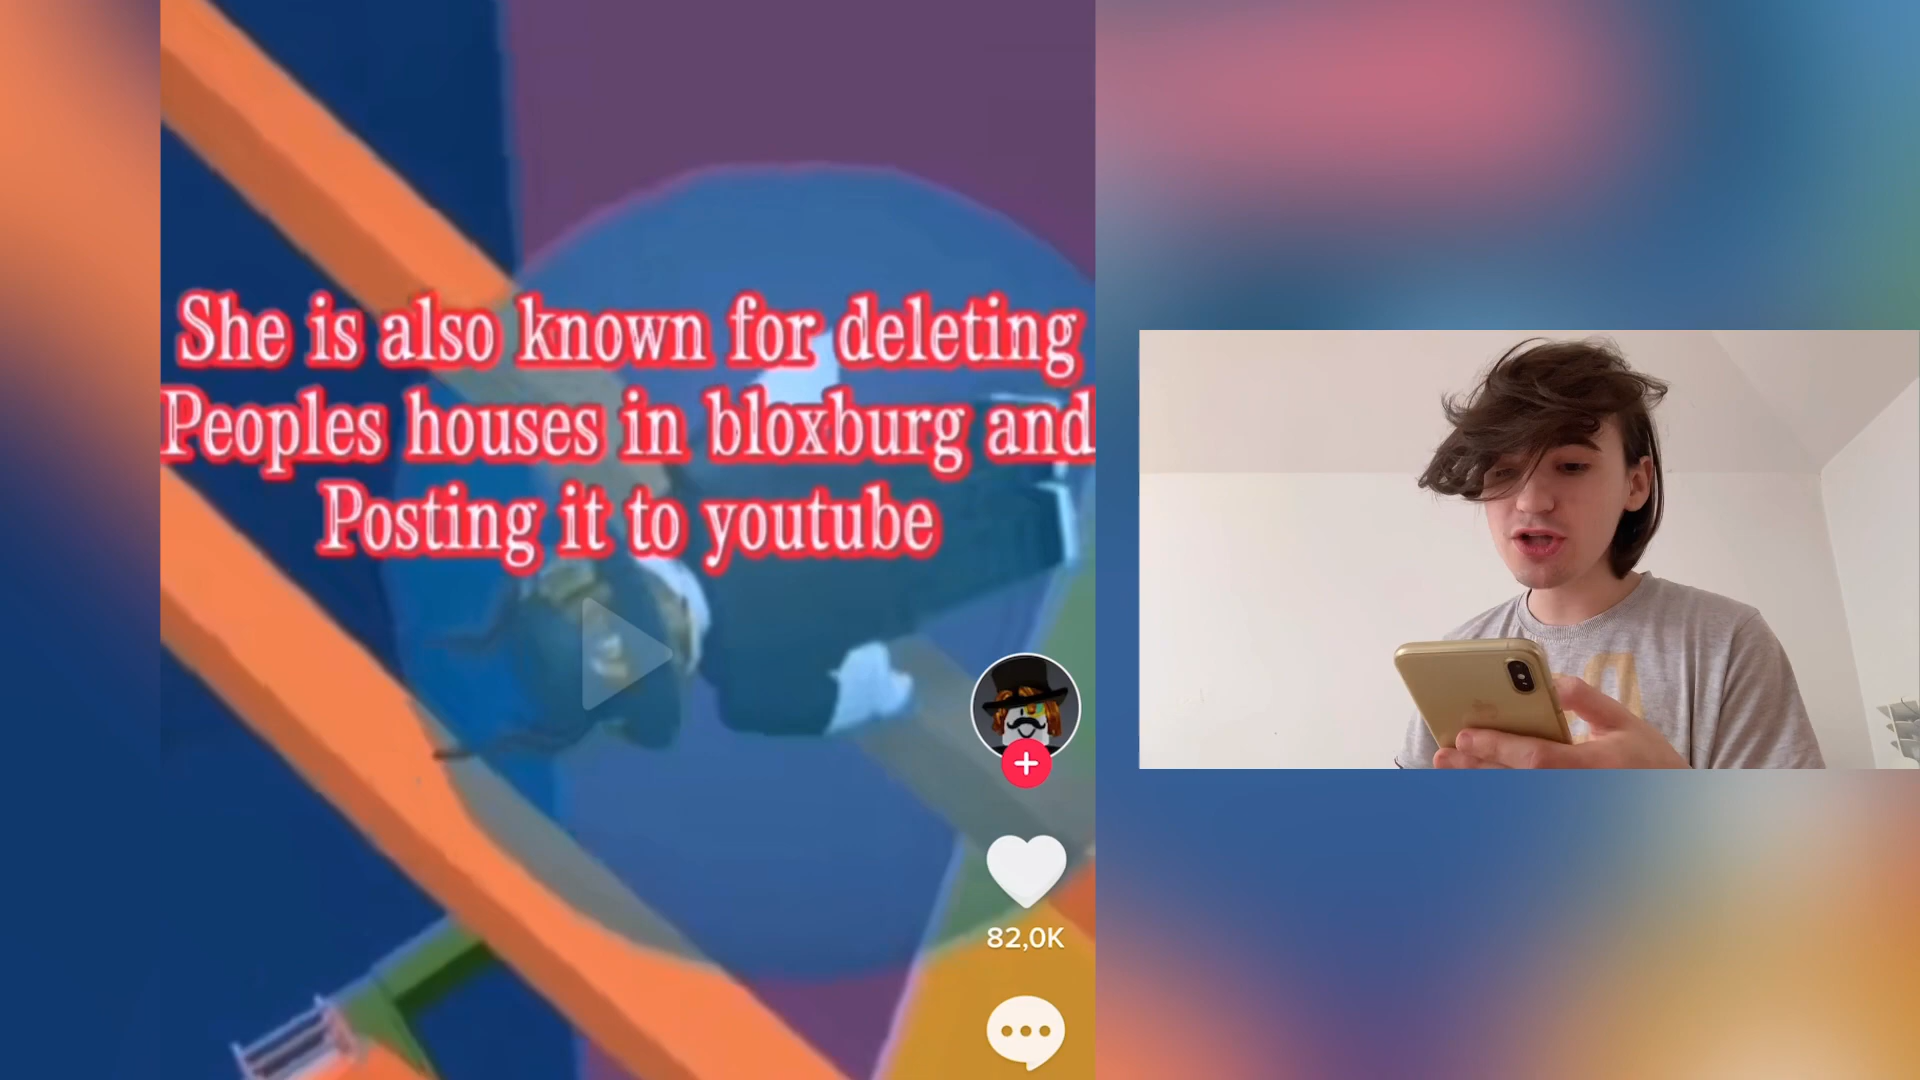 She is also known for deleting
Peoples houses in bloxburg and
Posting it to youtube
82,0K